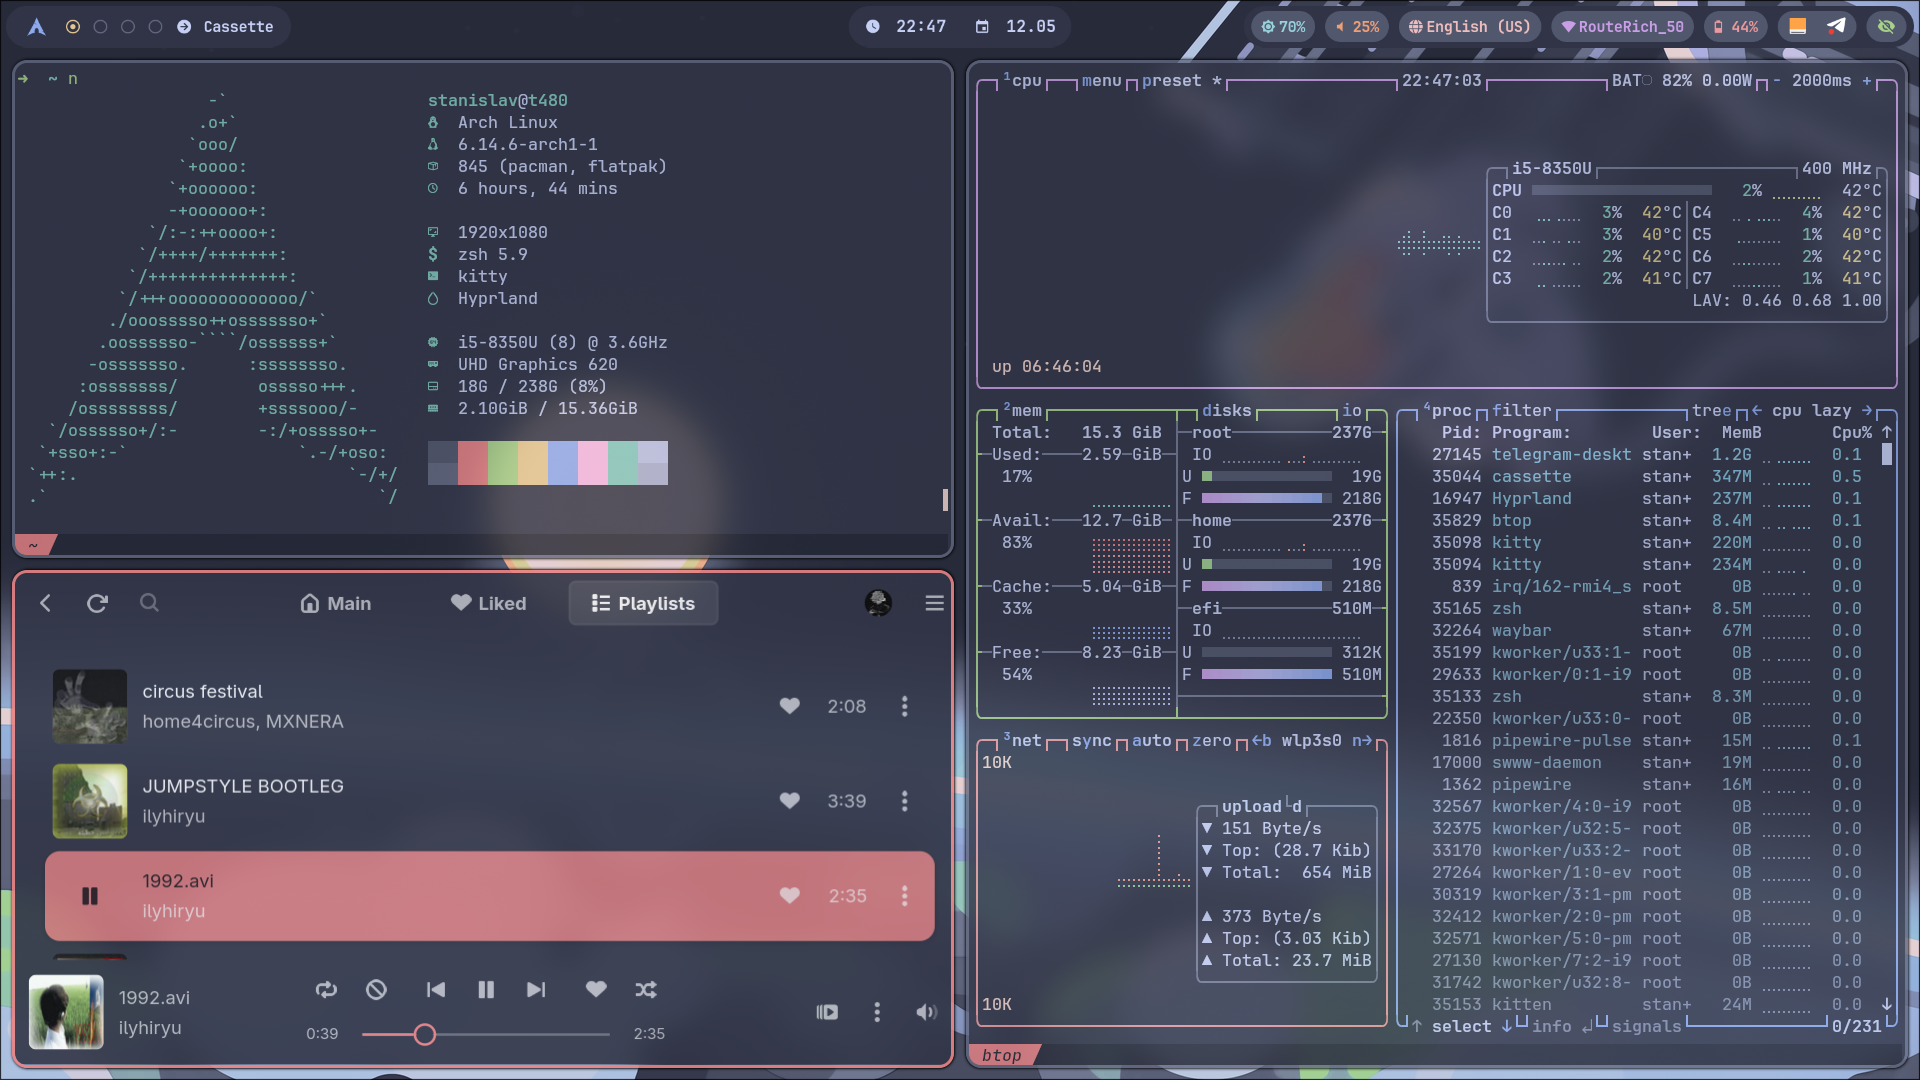 Cassette
22:47 12.05
70% 25% English (US) RouteRich_50 44%
~ n
stanislav@t480
Arch Linux
6.14.6-arch1-1
845 (pacman, flatpak)
6 hours, 44 mins
1920x1080
zsh 5.9
kitty
Hyprland
i5-8350U (8) @ 3.6GHz
UHD Graphics 620
18G / 238G (8%)
2.10GiB / 15.36GiB
~
Main Liked Playlists
circus festival
home4circus, MXNERA
2:08
JUMPSTYLE BOOTLEG
ilyhiryu
3:39
1992.avi
ilyhiryu
2:35
1992.avi
ilyhiryu
0:39 2:35
1cpu menu preset * 22:47:03 BAT 82% 0.00W - 2000ms +
i5-8350U 400 MHz
CPU 2% 42°C
C0 3% 42°C C4 4% 42°C
C1 3% 40°C C5 1% 40°C
C2 2% 42°C C6 2% 42°C
C3 2% 41°C C7 1% 41°C
LAV: 0.46 0.68 1.00
up 06:46:04
2mem disks io
Total: 15.3 GiB
Used: 2.59 GiB
17%
Avail: 12.7 GiB
83%
Cache: 5.04 GiB
33%
Free: 8.23 GiB
54%
root 237G
IO
U 19G
F 218G
home 237G
IO
U 19G
F 218G
efi 510M
IO
U 312K
F 510M
3net sync auto zero ←b wlp3s0 n→
10K
upload d
▼ 151 Byte/s
▼ Top: (28.7 Kib)
▼ Total: 654 MiB
▲ 373 Byte/s
▲ Top: (3.03 Kib)
▲ Total: 23.7 MiB
10K
4proc filter tree ← cpu lazy →
Pid: Program: User: MemB Cpu% ↑
27145 telegram-deskt stan+ 1.2G 0.1
35044 cassette stan+ 347M 0.5
16947 Hyprland stan+ 237M 0.1
35829 btop stan+ 8.4M 0.1
35098 kitty stan+ 220M 0.0
35094 kitty stan+ 234M 0.0
839 irq/162-rmi4_s root 0B 0.0
35165 zsh stan+ 8.5M 0.0
32264 waybar stan+ 67M 0.0
35199 kworker/u33:1- root 0B 0.0
29633 kworker/0:1-i9 root 0B 0.0
35133 zsh stan+ 8.3M 0.0
22350 kworker/u33:0- root 0B 0.0
1816 pipewire-pulse stan+ 15M 0.1
17000 swww-daemon stan+ 19M 0.0
1362 pipewire stan+ 16M 0.0
32567 kworker/4:0-i9 root 0B 0.0
32375 kworker/u32:5- root 0B 0.0
33170 kworker/u33:2- root 0B 0.0
27264 kworker/1:0-ev root 0B 0.0
30319 kworker/3:1-pm root 0B 0.0
32412 kworker/2:0-pm root 0B 0.0
32571 kworker/5:0-pm root 0B 0.0
27130 kworker/7:2-i9 root 0B 0.0
31742 kworker/u32:8- root 0B 0.0
35153 kitten stan+ 24M 0.0 ↓
↑ select ↓ info ↵ signals 0/231
btop